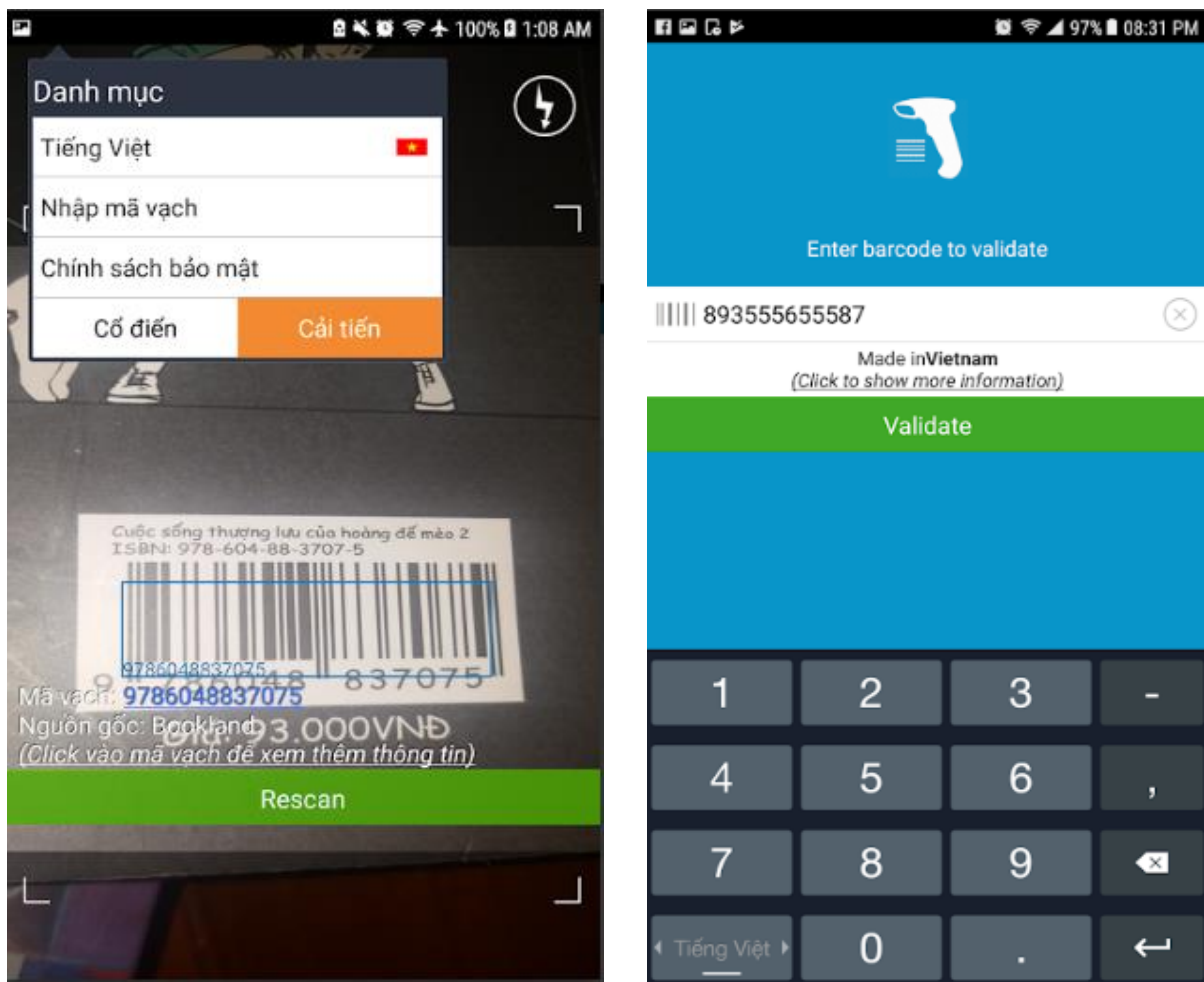 100% 1:08 AM
Danh mục
Tiếng Việt
Nhập mã vạch
Chính sách bảo mật
Cổ điển
Cải tiến
Cuộc sống thượng lưu của hoàng đế mèo 2
ISBN: 978-604-88-3707-5
9786048837075
9 786048 837075
Mã vạch: 9786048837075
Nguồn gốc: Bookland
Giá: 93.000VNĐ
(Click vào mã vạch để xem thêm thông tin)
Rescan
97% 08:31 PM
Enter barcode to validate
893555655587
Made inVietnam
(Click to show more information)
Validate
1 2 3 -
4 5 6 ,
7 8 9
Tiếng Việt 0 .